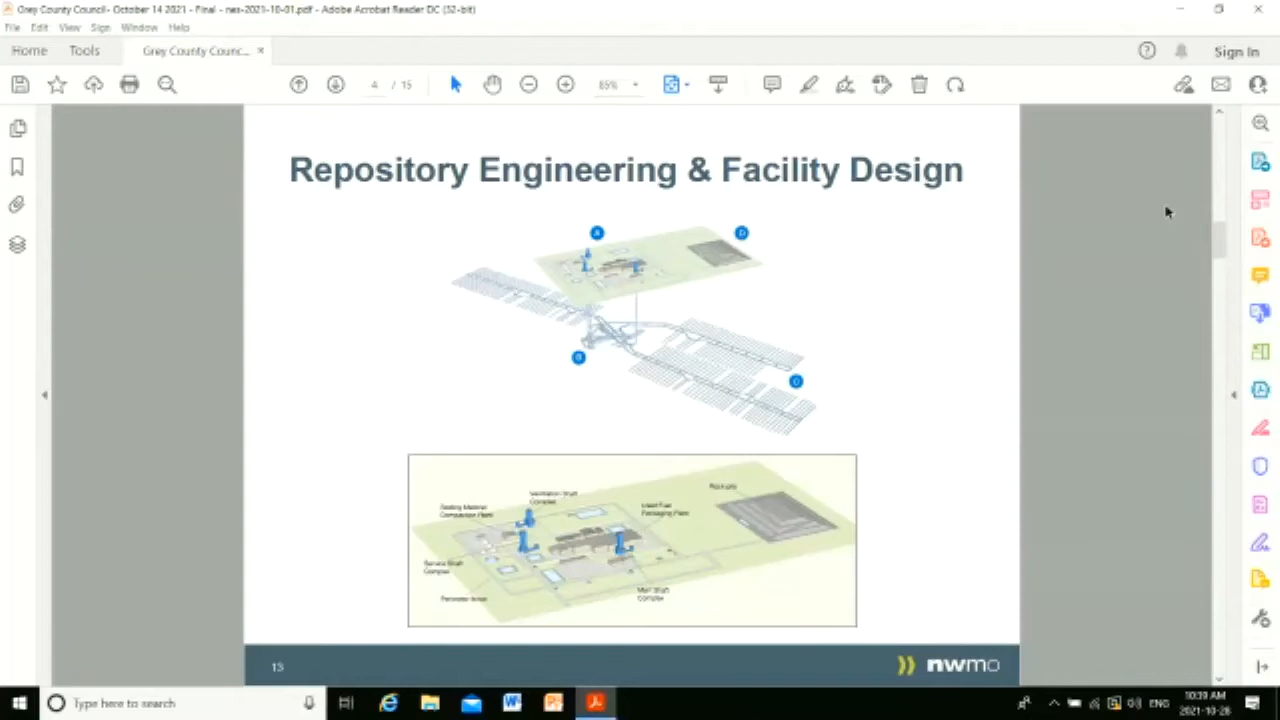 Grey County Council- October 14 2021 - Final - nes-2021-10-01.pdf - Adobe Acrobat Reader DC (32-bit)
File Edit View Sign Window Help
Home Tools Grey County Counc... × Sign In
4 / 15 85%
Repository Engineering & Facility Design
A D
B
C
Ventilation Shaft
Complex
Rock pile
Sealing Material
Compaction Plant
Used Fuel
Packaging Plant
Service Shaft
Complex
Main Shaft
Complex
Perimeter fence
13 nwmo
Type here to search ENG 10:39 AM
2021-10-26